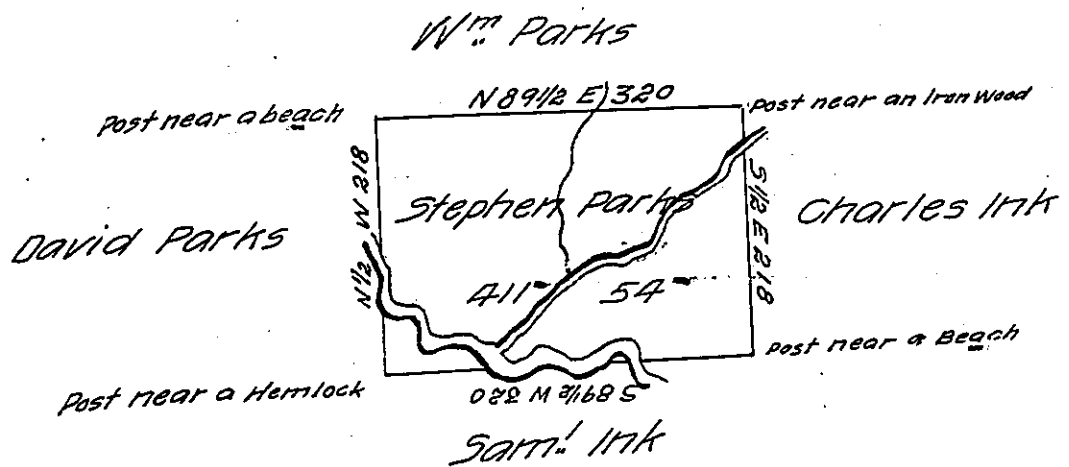 Wm. Parks
N 89 1/2 E 320
Post near a beach
Post near an Iron Wood
N 1/2 W 218
Stephen Parks
S 1/2 E 218
Charles Ink
David Parks
411 54
Post near a Beach
Post near a Hemlock
S 89 1/2 W 320
Saml. Ink